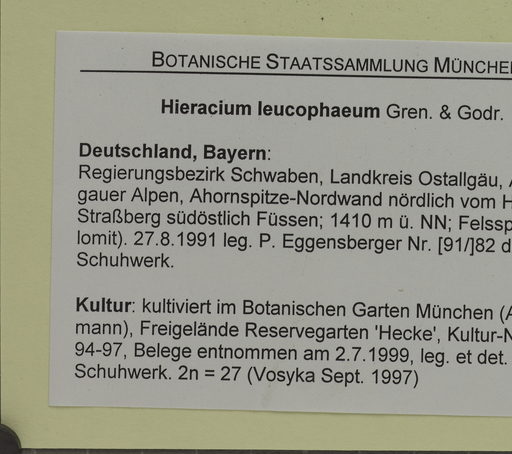 BOTANISCHE STAATSSAMMLUNG MÜNCHE
Hieracium leucophaeum Gren. & Godr.
Deutschland, Bayern:
Regierungsbezirk Schwaben, Landkreis Ostallgäu, A
gauer Alpen, Ahornspitze-Nordwand nördlich vom H
Straßberg südöstlich Füssen; 1410 m ü. NN; Felssp
lomit). 27.8.1991 leg. P. Eggensberger Nr. [91/]82 d
Schuhwerk.
Kultur: kultiviert im Botanischen Garten München (A
mann), Freigelände Reservegarten 'Hecke', Kultur-N
94-97, Belege entnommen am 2.7.1999, leg. et det.
Schuhwerk. 2n = 27 (Vosyka Sept. 1997)